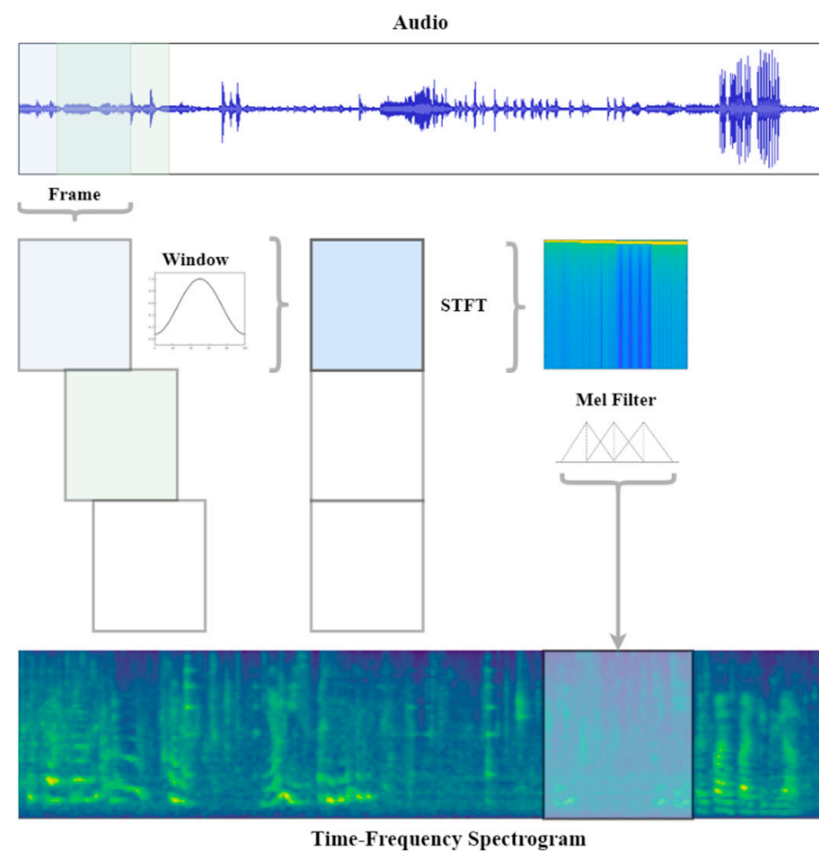 Audio
Frame
Window
STFT
Mel Filter
Time-Frequency Spectrogram